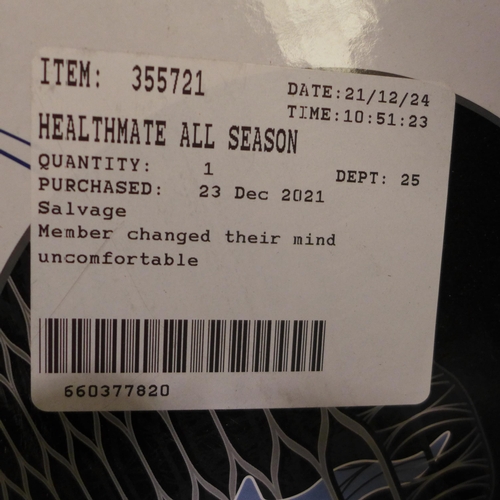 ITEM: 355721
DATE:21/12/24
TIME:10:51:23
HEALTHMATE ALL SEASON
QUANTITY: 1
DEPT: 25
PURCHASED: 23 Dec 2021
Salvage
Member changed their mind
uncomfortable
660377820